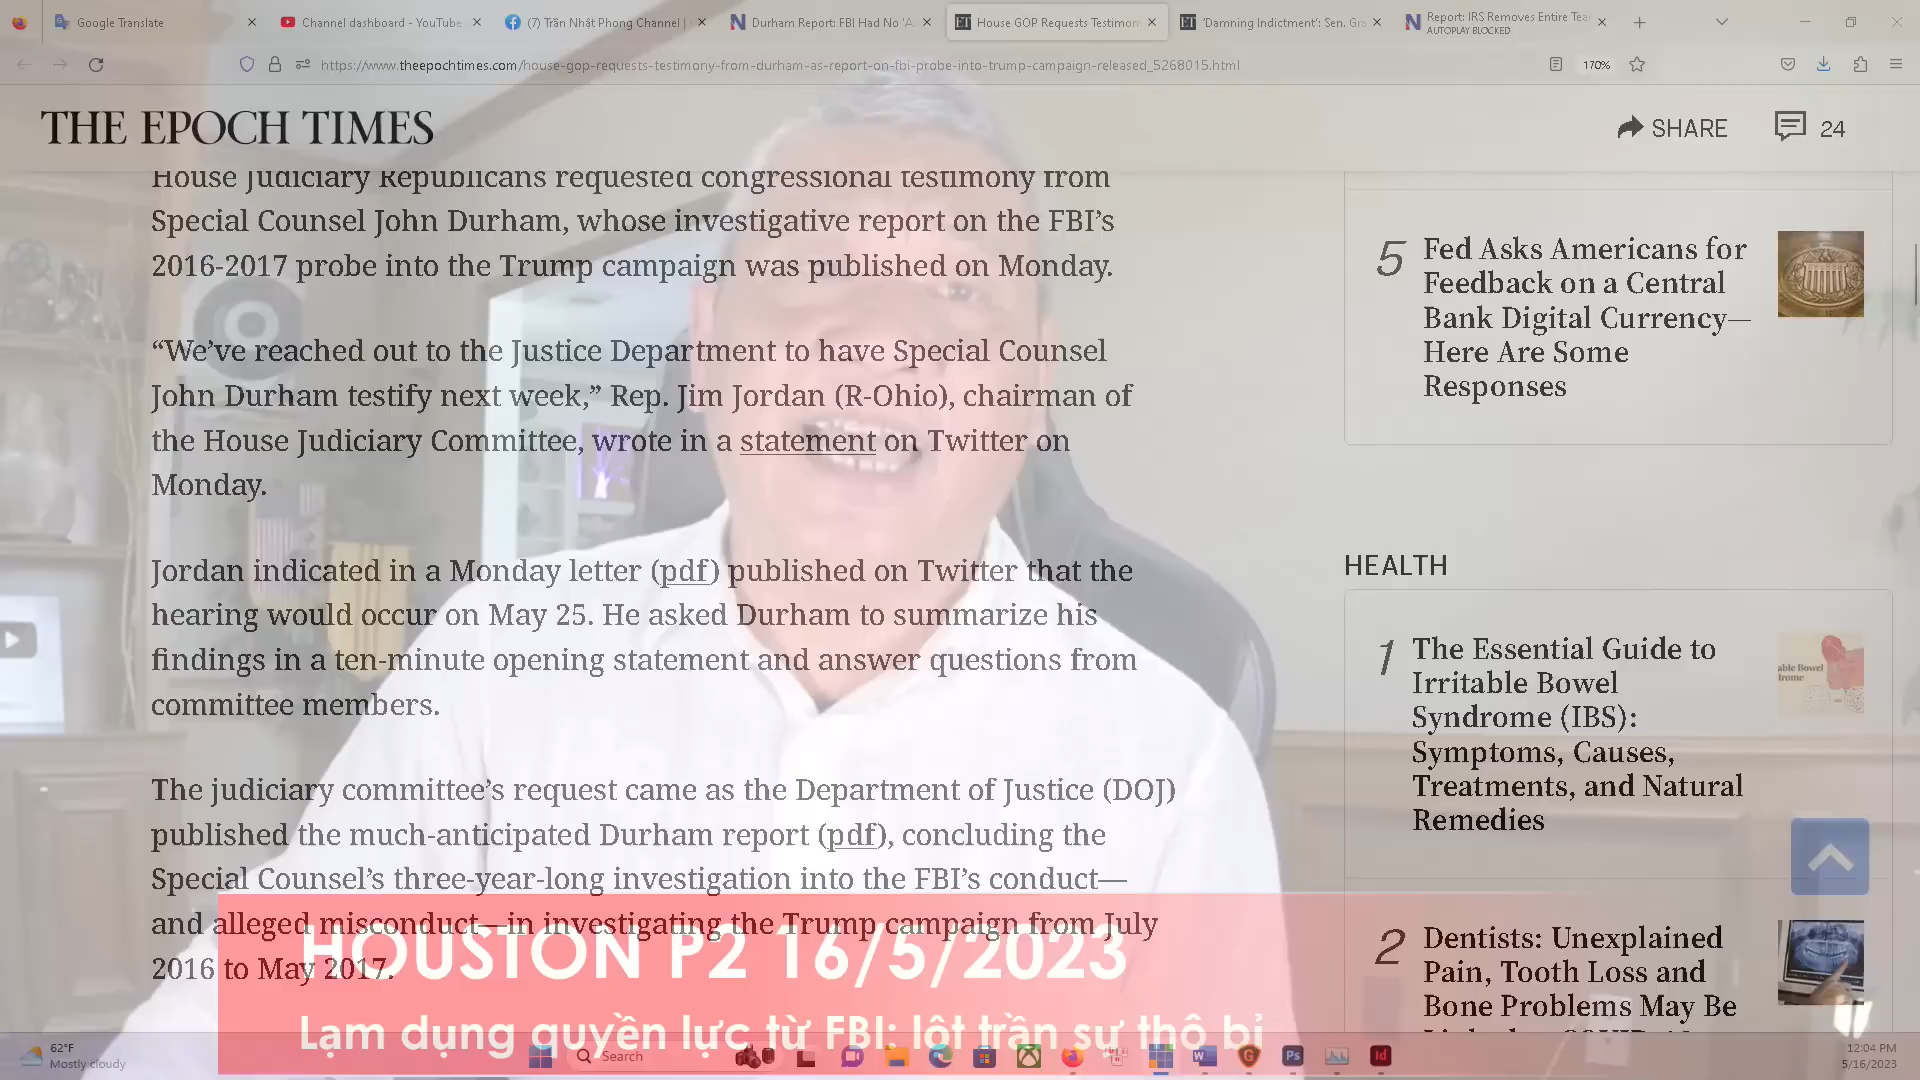 Google Translate
Channel dashboard - YouTube
(7) Trần Nhật Phong Channel |
Durham Report: FBI Had No 'A
House GOP Requests Testimon
'Damning Indictment': Sen. Gra
Report: IRS Removes Entire Tea
AUTOPLAY BLOCKED
https://www.theepochtimes.com/house-gop-requests-testimony-from-durham-as-report-on-fbi-probe-into-trump-campaign-released_5268015.html
170%
THE EPOCH TIMES
SHARE
24
House Judiciary Republicans requested congressional testimony from
Special Counsel John Durham, whose investigative report on the FBI's
2016-2017 probe into the Trump campaign was published on Monday.
“We've reached out to the Justice Department to have Special Counsel
John Durham testify next week,” Rep. Jim Jordan (R-Ohio), chairman of
the House Judiciary Committee, wrote in a statement on Twitter on
Monday.
Jordan indicated in a Monday letter (pdf) published on Twitter that the
hearing would occur on May 25. He asked Durham to summarize his
findings in a ten-minute opening statement and answer questions from
committee members.
The judiciary committee's request came as the Department of Justice (DOJ)
published the much-anticipated Durham report (pdf), concluding the
Special Counsel's three-year-long investigation into the FBI's conduct—
and alleged misconduct—in investigating the Trump campaign from July
2016 to May 2017.
5
Fed Asks Americans for
Feedback on a Central
Bank Digital Currency—
Here Are Some
Responses
HEALTH
1
The Essential Guide to
Irritable Bowel
Syndrome (IBS):
Symptoms, Causes,
Treatments, and Natural
Remedies
able Bowel
drome
2
Dentists: Unexplained
Pain, Tooth Loss and
Bone Problems May Be
HOUSTON P2 16/5/2023
Lạm dụng quyền lực từ FBI: lột trần sự thô bỉ
62°F
Mostly cloudy
Search
12:04 PM
5/16/2023